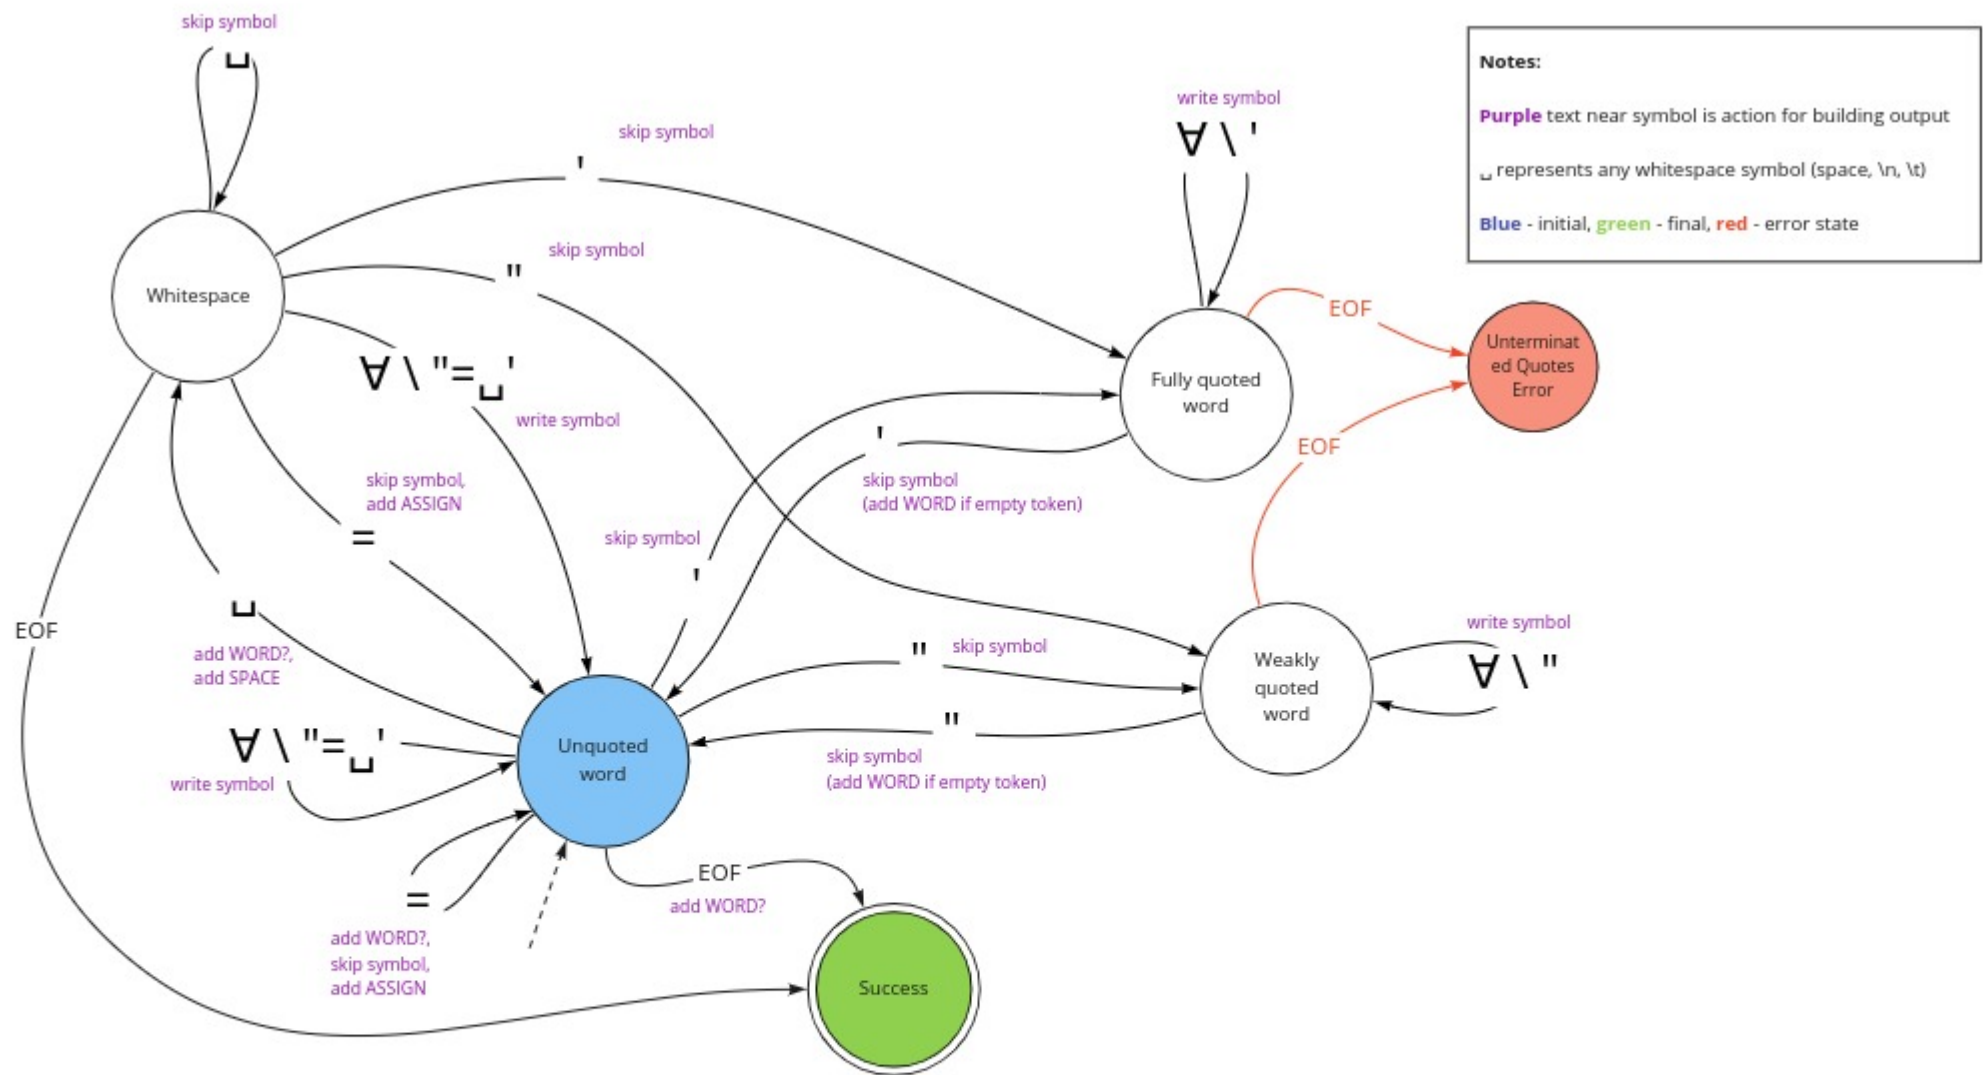 skip symbol
␣
Notes:
Purple text near symbol is action for building output
␣ represents any whitespace symbol (space, \n, \t)
Blue - initial, green - final, red - error state
write symbol
∀ \ '
skip symbol
'
skip symbol
"
Whitespace
EOF
Unterminat
ed Quotes
Error
∀ \ "=␣'
write symbol
Fully quoted
word
'
skip symbol
(add WORD if empty token)
EOF
skip symbol,
add ASSIGN
=
skip symbol
'
␣
EOF
add WORD?,
add SPACE
" skip symbol
Weakly
quoted
word
write symbol
∀ \ "
∀ \ "=␣'
write symbol
Unquoted
word
"
skip symbol
(add WORD if empty token)
=
add WORD?,
skip symbol,
add ASSIGN
EOF
add WORD?
Success